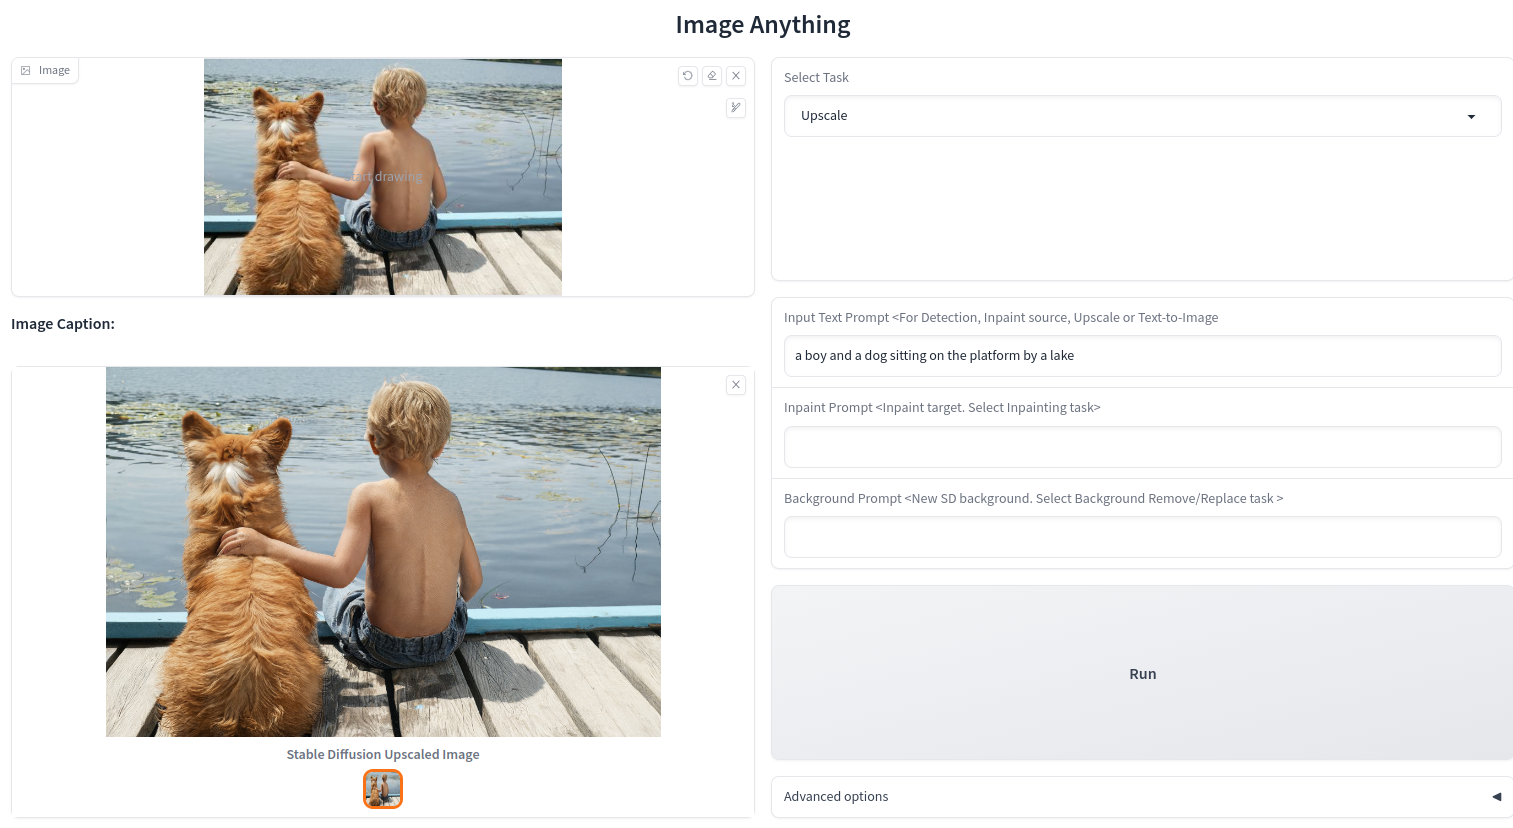 Image Anything
Image
start drawing
Image Caption:
Stable Diffusion Upscaled Image
Select Task
Upscale
Input Text Prompt <For Detection, Inpaint source, Upscale or Text-to-Image
a boy and a dog sitting on the platform by a lake
Inpaint Prompt <Inpaint target. Select Inpainting task>
Background Prompt <New SD background. Select Background Remove/Replace task >
Run
Advanced options